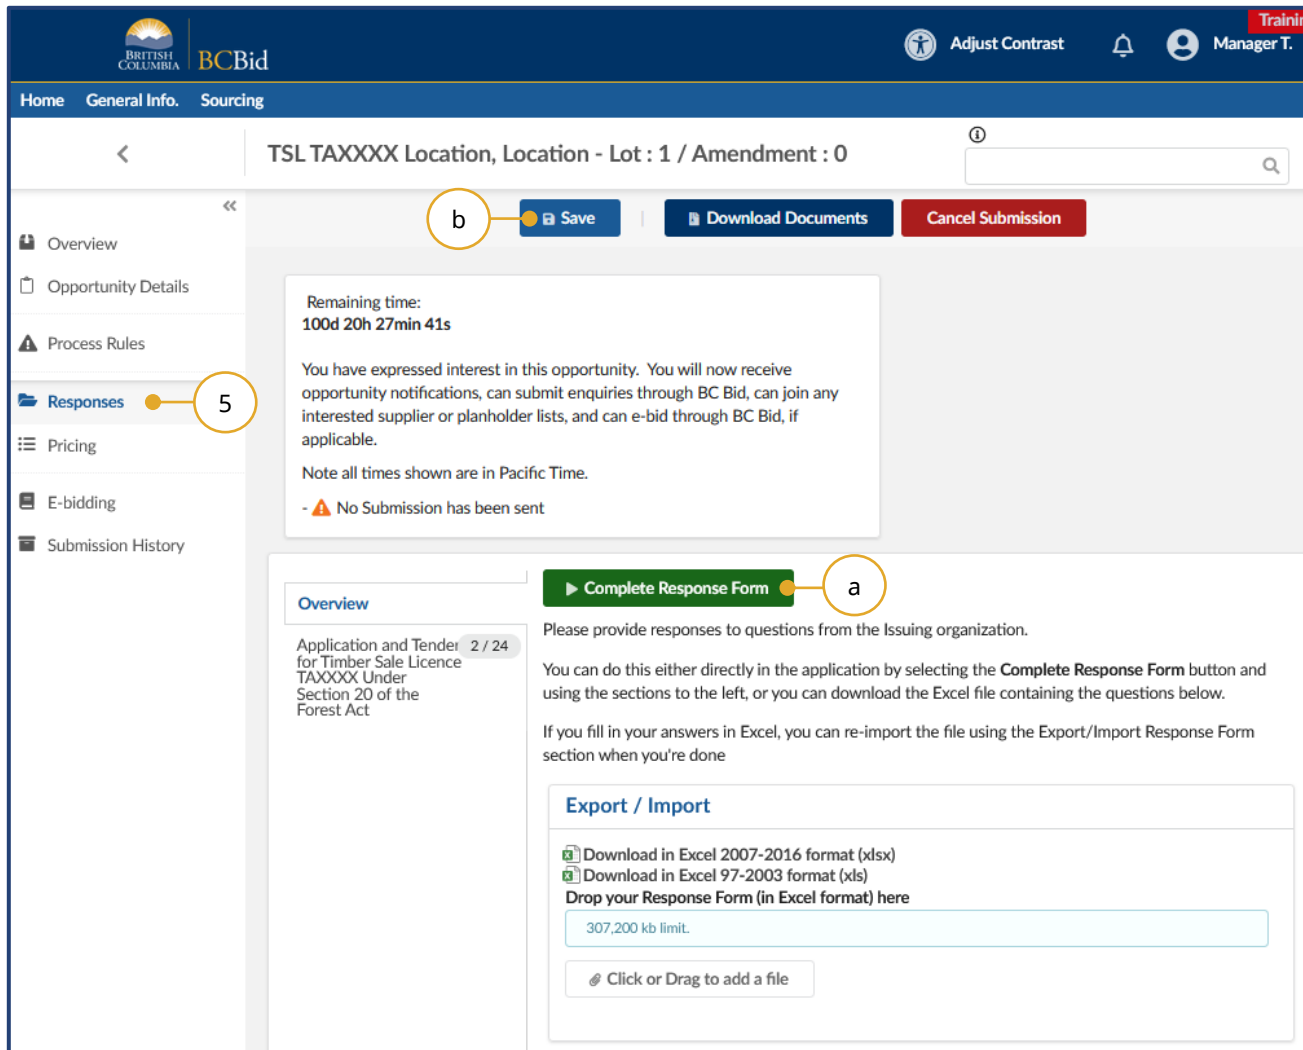 Trainin
BRITISH
COLUMBIA
BCBid
Adjust Contrast
Manager T.
Home General Info. Sourcing
TSL TAXXXX Location, Location - Lot : 1 / Amendment : 0
b
Save
Download Documents
Cancel Submission
Overview
Opportunity Details
Process Rules
Responses
5
Pricing
E-bidding
Submission History
Remaining time:
100d 20h 27min 41s
You have expressed interest in this opportunity. You will now receive
opportunity notifications, can submit enquiries through BC Bid, can join any
interested supplier or planholder lists, and can e-bid through BC Bid, if
applicable.
Note all times shown are in Pacific Time.
- No Submission has been sent
Overview
Application and Tender 2 / 24
for Timber Sale Licence
TAXXXX Under
Section 20 of the
Forest Act
Complete Response Form
a
Please provide responses to questions from the Issuing organization.
You can do this either directly in the application by selecting the Complete Response Form button and
using the sections to the left, or you can download the Excel file containing the questions below.
If you fill in your answers in Excel, you can re-import the file using the Export/Import Response Form
section when you're done
Export / Import
Download in Excel 2007-2016 format (xlsx)
Download in Excel 97-2003 format (xls)
Drop your Response Form (in Excel format) here
307,200 kb limit.
Click or Drag to add a file